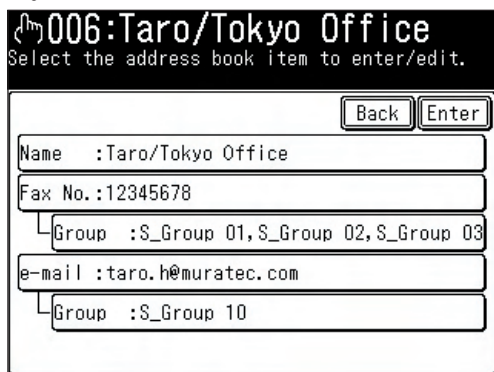 006:Taro/Tokyo Office
Select the address book item to enter/edit.
Back Enter
Name :Taro/Tokyo Office
Fax No.:12345678
Group :S_Group 01,S_Group 02,S_Group 03
e-mail :taro.h@muratec.com
Group :S_Group 10